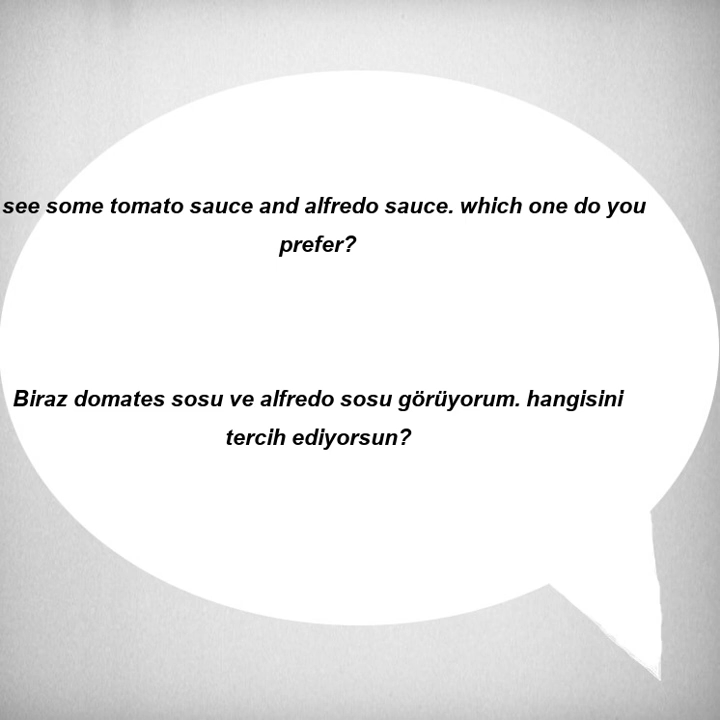 see some tomato sauce and alfredo sauce. which one do you
prefer?
Biraz domates sosu ve alfredo sosu görüyorum. hangisini
tercih ediyorsun?